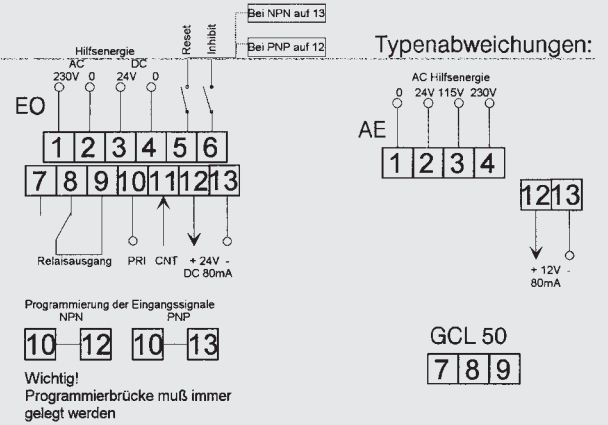 Bei NPN auf 13
Bei PNP auf 12
Reset
Inhibit
Typenabweichungen:
Hilfsenergie
AC DC
230V 0 24V 0
EO
1 2 3 4 5 6
7 8 9 10 11 12 13
Relaisausgang PRI CNT + 24V -
DC 80mA
AC Hilfsenergie
0 24V 115V 230V
AE
1 2 3 4
12 13
+ 12V -
80mA
Programmierung der Eingangssignale
NPN PNP
10 12 10 13
Wichtig!
Programmierbrücke muß immer
gelegt werden
GCL 50
7 8 9